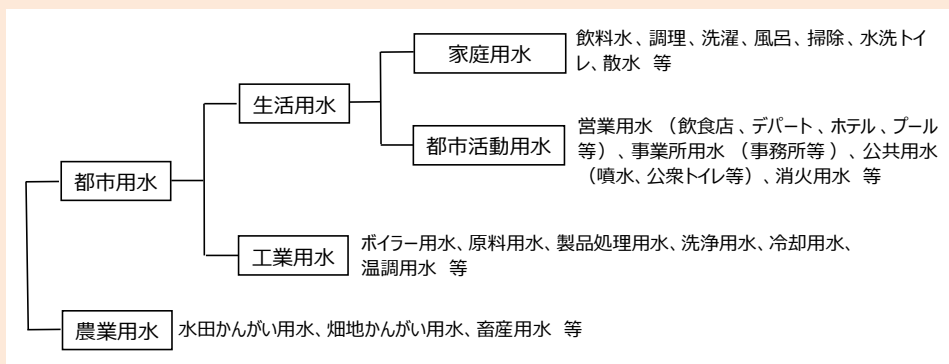 家庭用水
飲料水、調理、洗濯、風呂、掃除、水洗トイ
レ、散水 等
生活用水
都市活動用水
営業用水 （飲食店 、デパート 、ホテル 、プール
等） 、事業所用水 （事務所等 ） 、公共用水
（噴水、公衆トイレ等） 、消火用水 等
都市用水
工業用水
ボイラー用水、原料用水、製品処理用水、洗浄用水、冷却用水、
温調用水 等
農業用水
水田かんがい用水、畑地かんがい用水、畜産用水 等